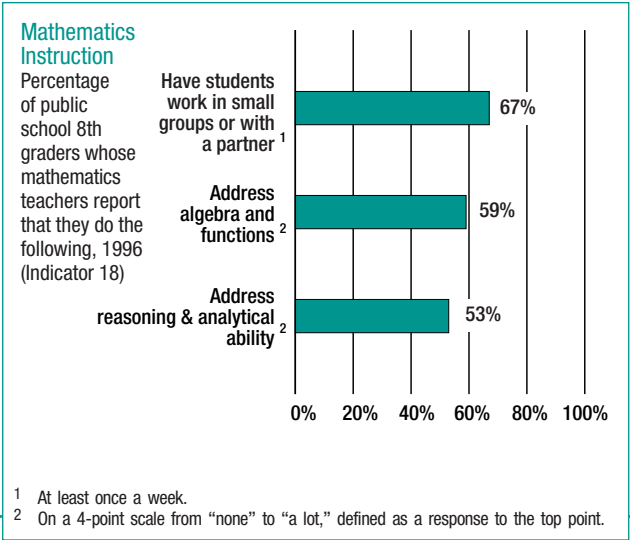 Mathematics
Instruction
Percentage
of public
school 8th
graders whose
mathematics
teachers report
that they do the
following, 1996
(Indicator 18)
Have students
work in small
groups or with
a partner 1
67%
Address
algebra and
functions 2
59%
Address
reasoning & analytical
ability 2
53%
0% 20% 40% 60% 80% 100%
1 At least once a week.
2 On a 4-point scale from “none” to “a lot,” defined as a response to the top point.